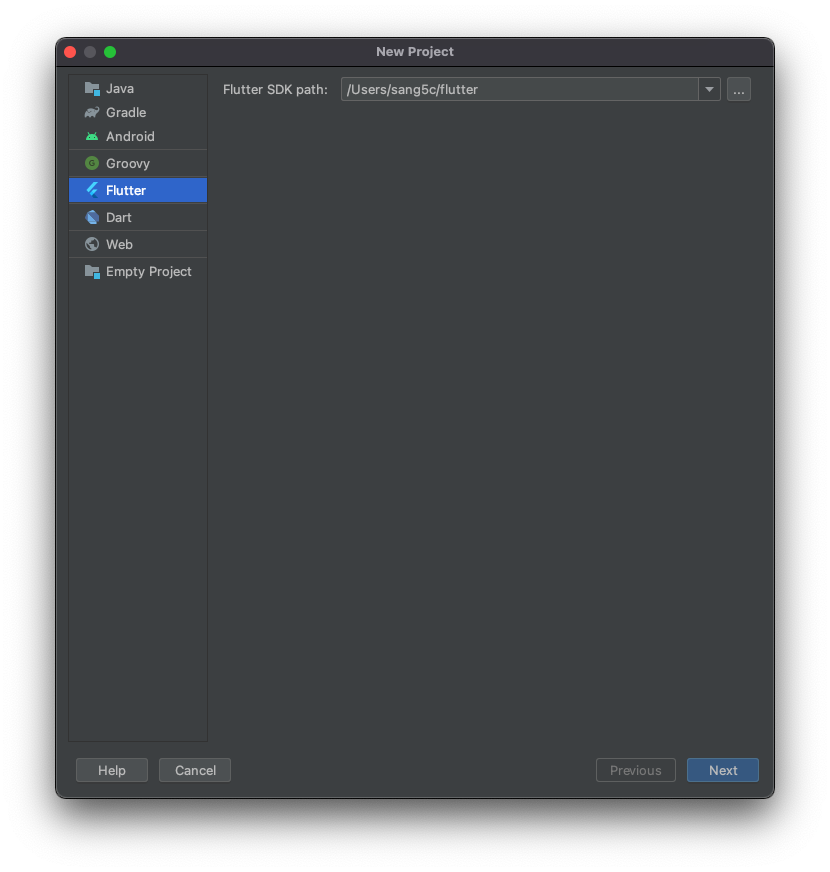 New Project
Java
Gradle
Android
Groovy
Flutter
Dart
Web
Empty Project
Flutter SDK path: /Users/sang5c/flutter ...
Help Cancel Previous Next